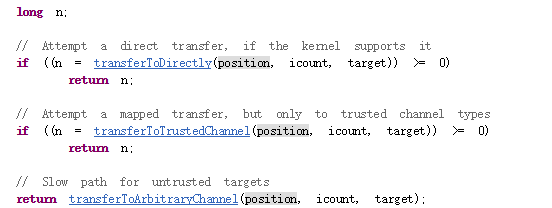 long n;
// Attempt a direct transfer, if the kernel supports it
if ((n = transferToDirectly(position, icount, target)) >= 0)
return n;
// Attempt a mapped transfer, but only to trusted channel types
if ((n = transferToTrustedChannel(position, icount, target)) >= 0)
return n;
// Slow path for untrusted targets
return transferToArbitraryChannel(position, icount, target);